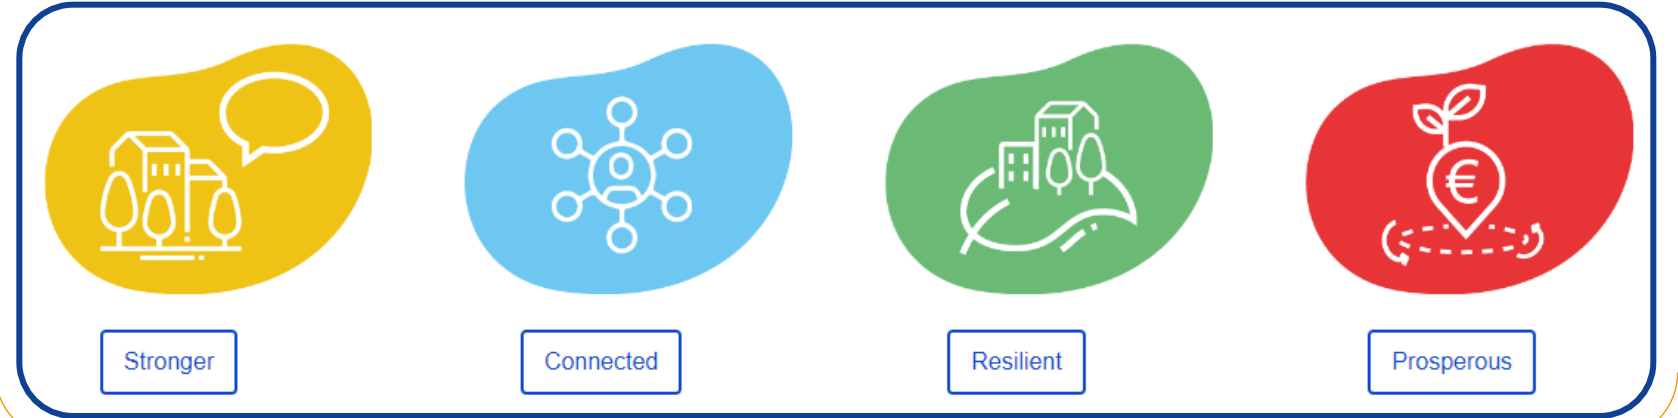 €
Stronger
Connected
Resilient
Prosperous